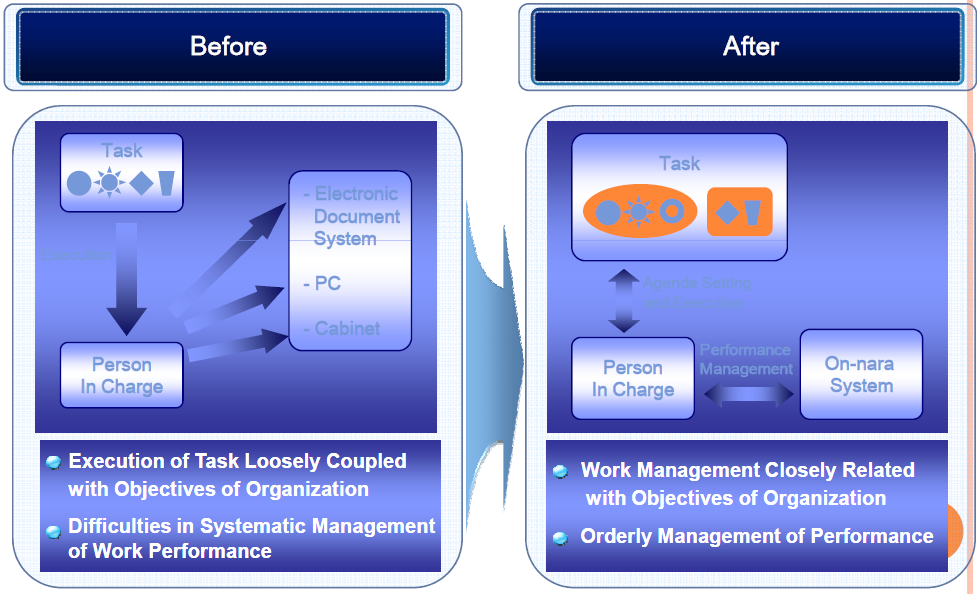 Before
Task
Execution
Person
In Charge
- Electronic
Document
System
- PC
- Cabinet
Execution of Task Loosely Coupled
with Objectives of Organization
Difficulties in Systematic Management
of Work Performance
After
Task
Agenda Setting
Person
In Charge
Performance
Management
On-nara
System
Work Management Closely Related
with Objectives of Organization
Orderly Management of Performance